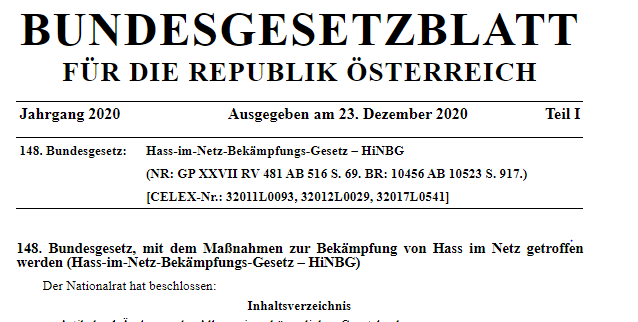 BUNDESGESETZBLATT
FÜR DIE REPUBLIK ÖSTERREICH
Jahrgang 2020 Ausgegeben am 23. Dezember 2020 Teil I
148. Bundesgesetz: Hass-im-Netz-Bekämpfungs-Gesetz – HiNBG
(NR: GP XXVII RV 481 AB 516 S. 69. BR: 10456 AB 10523 S. 917.)
[CELEX-Nr.: 32011L0093, 32012L0029, 32017L0541]
148. Bundesgesetz, mit dem Maßnahmen zur Bekämpfung von Hass im Netz getroffen
werden (Hass-im-Netz-Bekämpfungs-Gesetz – HiNBG)
Der Nationalrat hat beschlossen:
Inhaltsverzeichnis